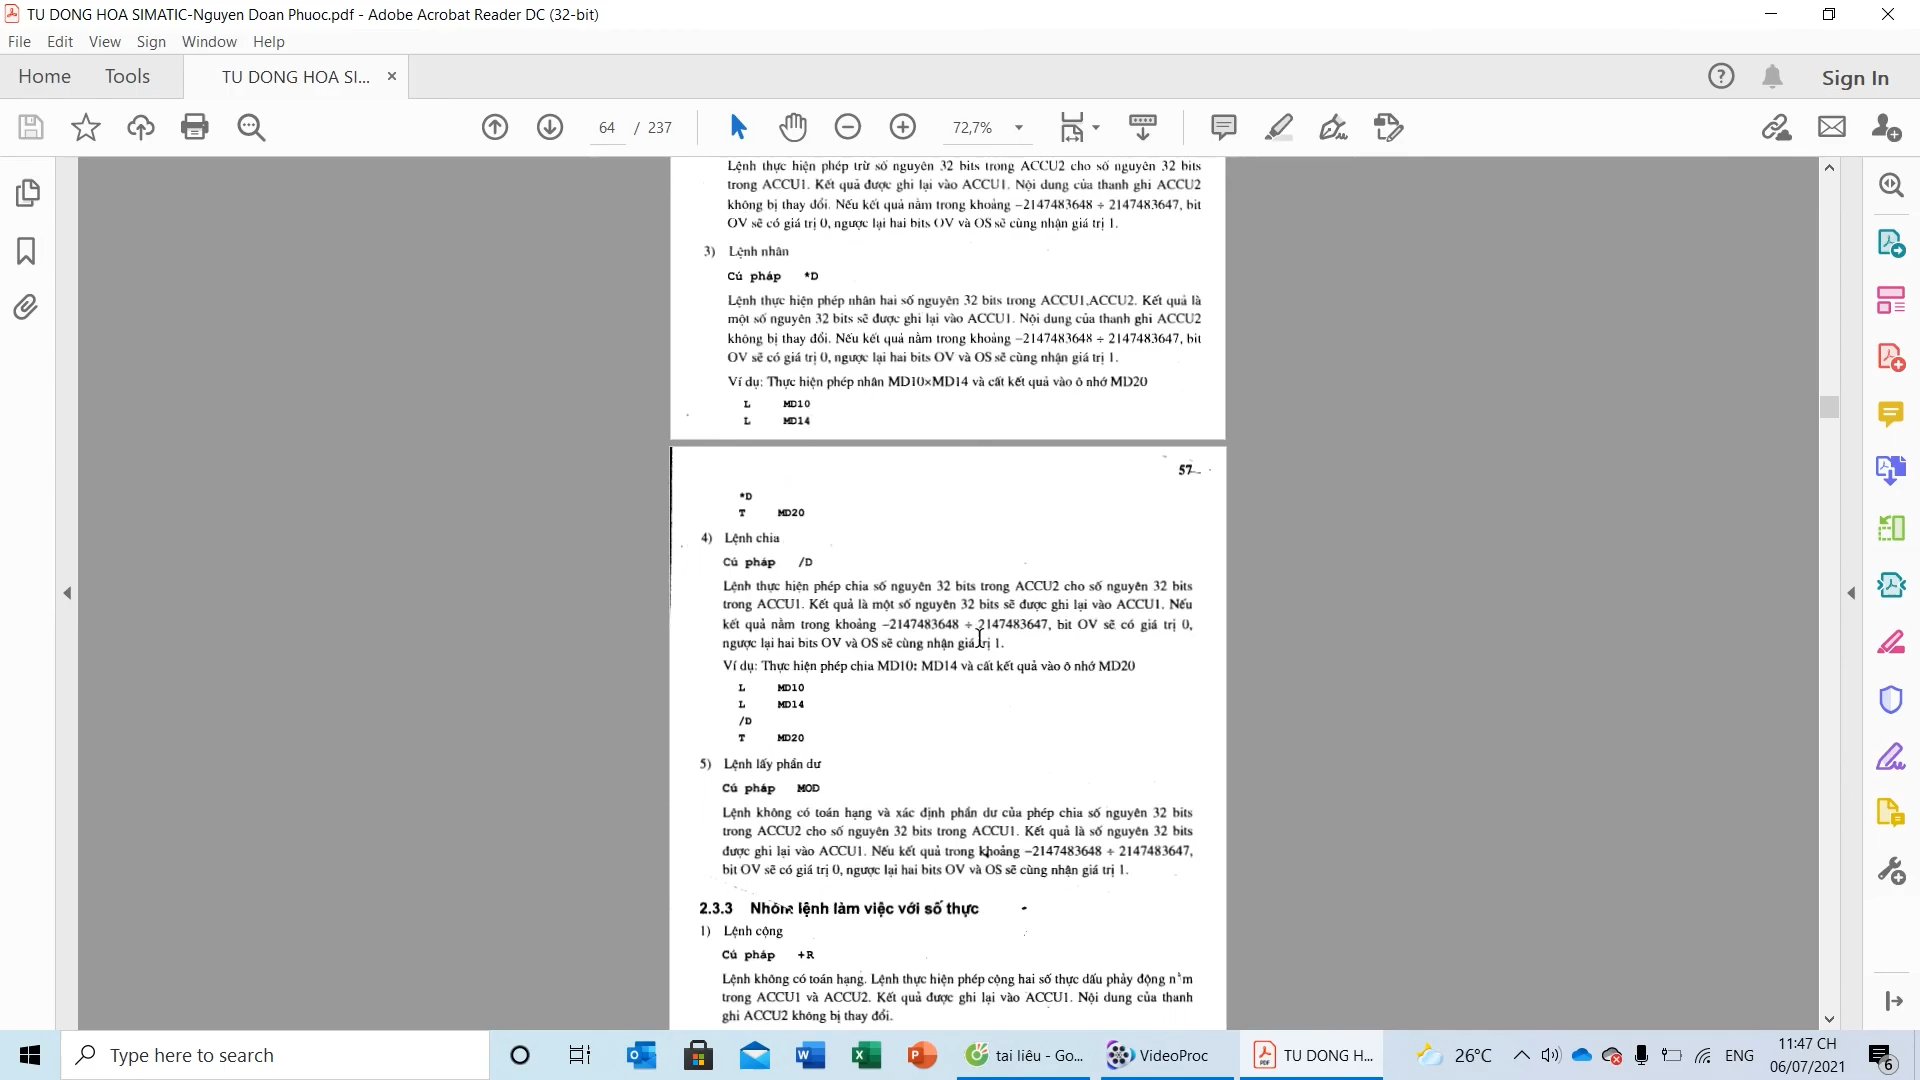 TU DONG HOA SIMATIC-Nguyen Doan Phuoc.pdf - Adobe Acrobat Reader DC (32-bit)
File Edit View Sign Window Help
Home Tools TU DONG HOA SI... × Sign In
64 / 237 72,7%
Lệnh thực hiện phép trừ số nguyên 32 bits trong ACCU2 cho số nguyên 32 bits
trong ACCU1. Kết quả được ghi lại vào ACCU1. Nội dung của thanh ghi ACCU2
không bị thay đổi. Nếu kết quả nằm trong khoảng −2147483648 ÷ 2147483647, bit
OV sẽ có giá trị 0, ngược lại hai bits OV và OS sẽ cùng nhận giá trị 1.
3) Lệnh nhân
Cú pháp *D
Lệnh thực hiện phép nhân hai số nguyên 32 bits trong ACCU1,ACCU2. Kết quả là
một số nguyên 32 bits sẽ được ghi lại vào ACCU1. Nội dung của thanh ghi ACCU2
không bị thay đổi. Nếu kết quả nằm trong khoảng −2147483648 ÷ 2147483647, bit
OV sẽ có giá trị 0, ngược lại hai bits OV và OS sẽ cùng nhận giá trị 1.
Ví dụ: Thực hiện phép nhân MD10×MD14 và cất kết quả vào ô nhớ MD20
L MD10
L MD14
57
*D
T MD20
4) Lệnh chia
Cú pháp /D
Lệnh thực hiện phép chia số nguyên 32 bits trong ACCU2 cho số nguyên 32 bits
trong ACCU1. Kết quả là một số nguyên 32 bits sẽ được ghi lại vào ACCU1. Nếu
kết quả nằm trong khoảng −2147483648 ÷ 2147483647, bit OV sẽ có giá trị 0,
ngược lại hai bits OV và OS sẽ cùng nhận giá trị 1.
Ví dụ: Thực hiện phép chia MD10: MD14 và cất kết quả vào ô nhớ MD20
L MD10
L MD14
/D
T MD20
5) Lệnh lấy phần dư
Cú pháp MOD
Lệnh không có toán hạng và xác định phần dư của phép chia số nguyên 32 bits
trong ACCU2 cho số nguyên 32 bits trong ACCU1. Kết quả là số nguyên 32 bits
được ghi lại vào ACCU1. Nếu kết quả trong khoảng −2147483648 ÷ 2147483647,
bit OV sẽ có giá trị 0, ngược lại hai bits OV và OS sẽ cùng nhận giá trị 1.
2.3.3 Nhóm lệnh làm việc với số thực
1) Lệnh cộng
Cú pháp +R
Lệnh không có toán hạng. Lệnh thực hiện phép cộng hai số thực dấu phảy động
trong ACCU1 và ACCU2. Kết quả được ghi lại vào ACCU1. Nội dung của thanh
ghi ACCU2 không bị thay đổi.
Type here to search tai liêu - Go... VideoProc TU DONG H... 26°C ENG 11:47 CH
06/07/2021 6